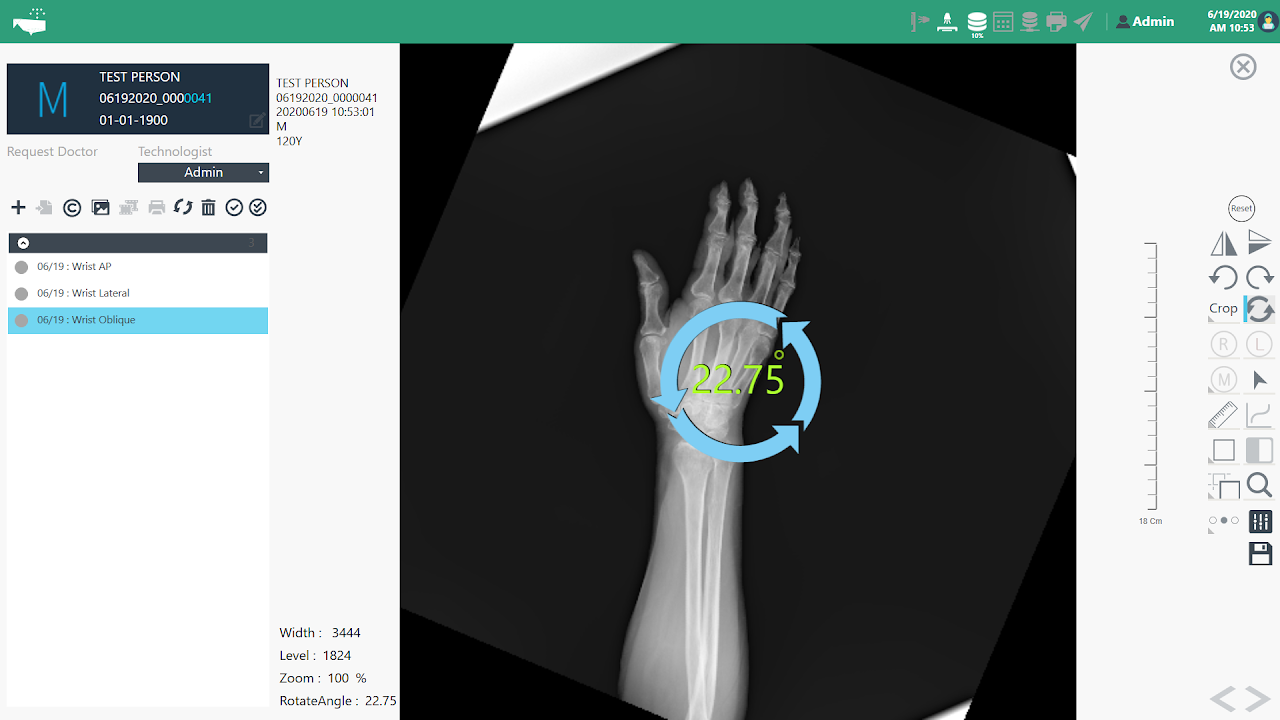 10%
Admin
6/19/2020
AM 10:53
M
TEST PERSON
06192020_0000041
01-01-1900
Request Doctor
Technologist
Admin
3
06/19 : Wrist AP
06/19 : Wrist Lateral
06/19 : Wrist Oblique
TEST PERSON
06192020_0000041
20200619 10:53:01
M
120Y
22.75°
Width : 3444
Level : 1824
Zoom : 100 %
RotateAngle : 22.75
18 Cm
Reset
Crop
R
L
M